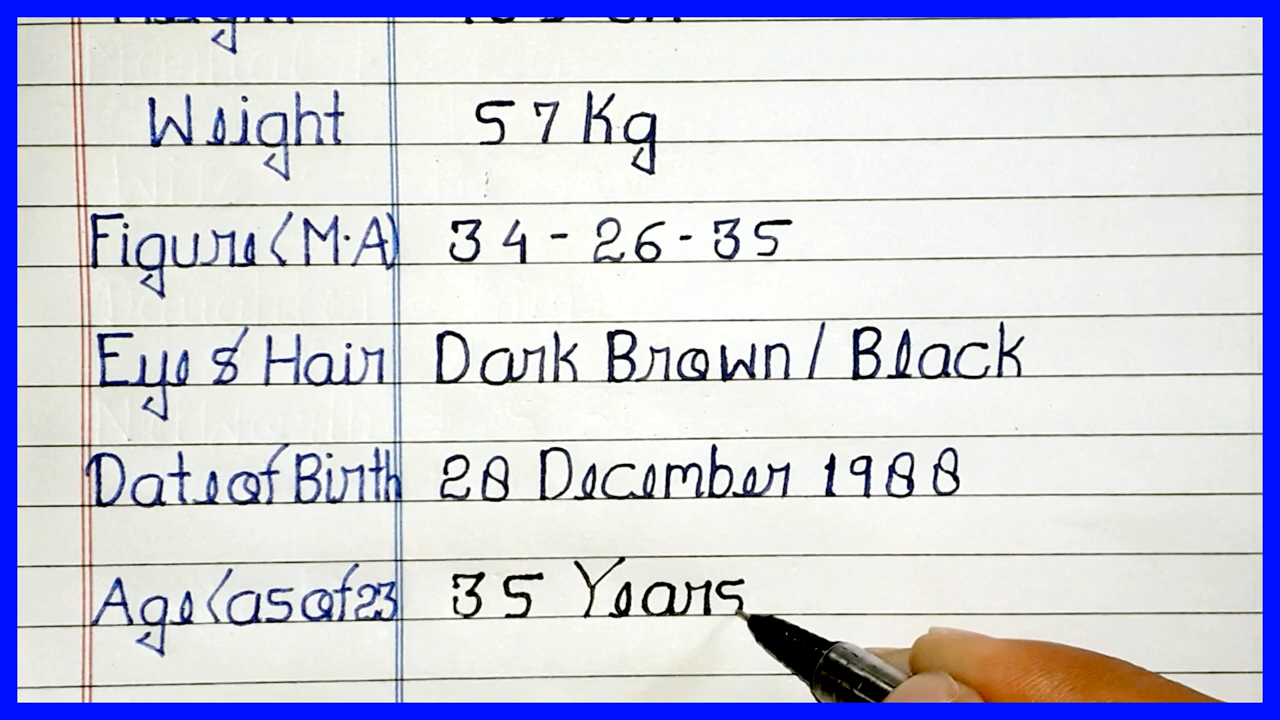 Weight 57 Kg
Figure (M.A) 34-26-35
Eye & Hair Dark Brown / Black
Date of Birth 28 December 1988
Age (as of 23 35 Years